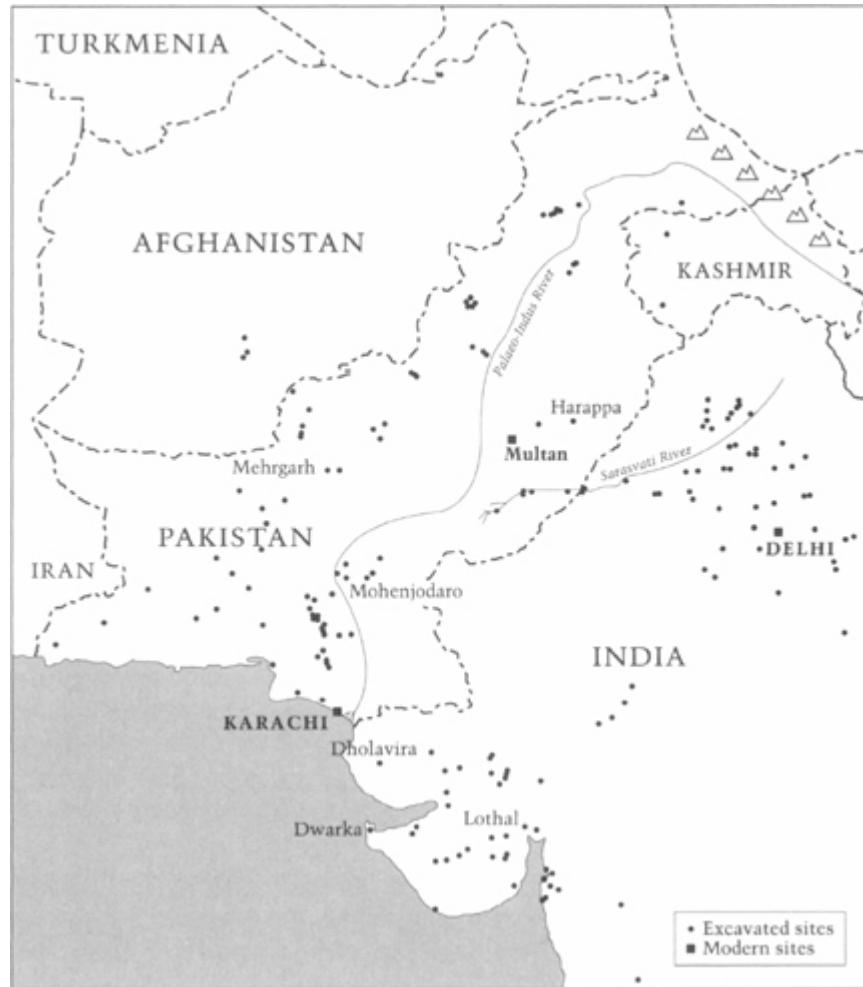 TURKMENIA
AFGHANISTAN
KASHMIR
Palaeo-Indus River
Harappa
Multan
Mehrgarh
Sarasvati River
PAKISTAN
DELHI
IRAN
Mohenjodaro
INDIA
KARACHI
Dholavira
Dwarka
Lothal
Excavated sites
Modern sites